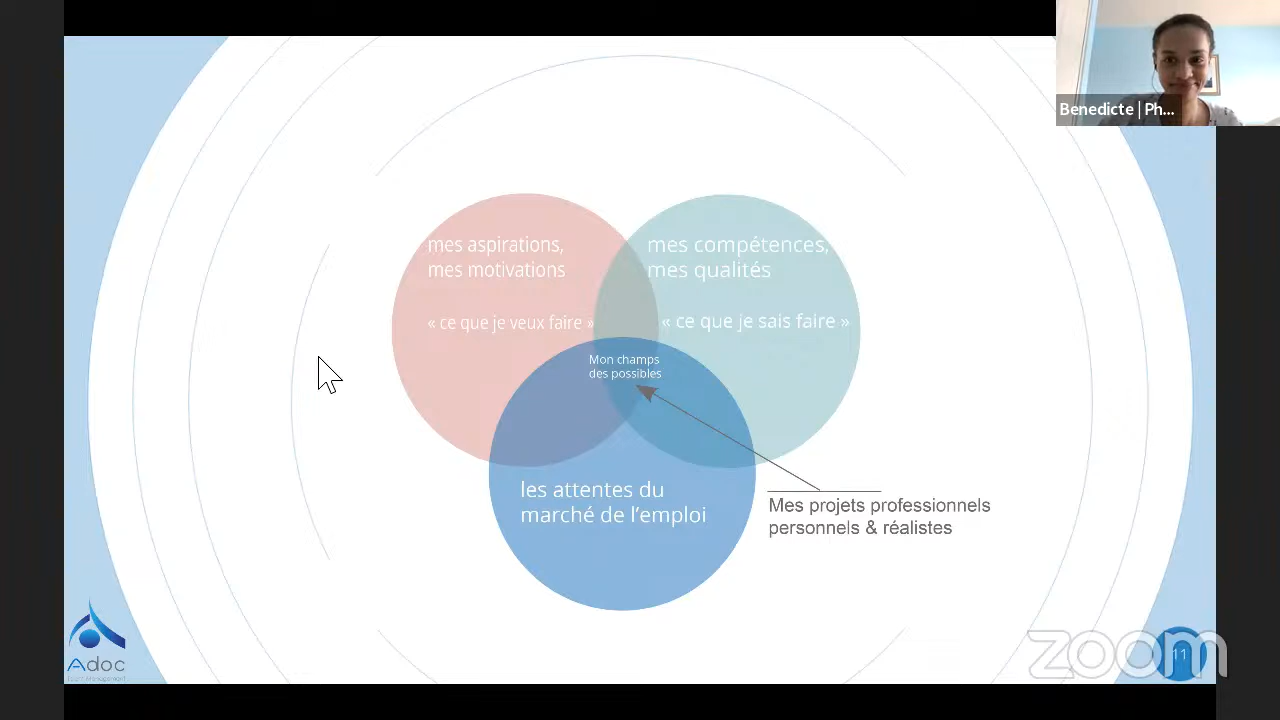 Benedicte | Ph...
mes aspirations,
mes motivations
« ce que je veux faire »
mes compétences,
mes qualités
« ce que je sais faire »
Mon champs
des possibles
les attentes du
marché de l’emploi
Mes projets professionnels
personnels & réalistes
Adoc
zoom
11